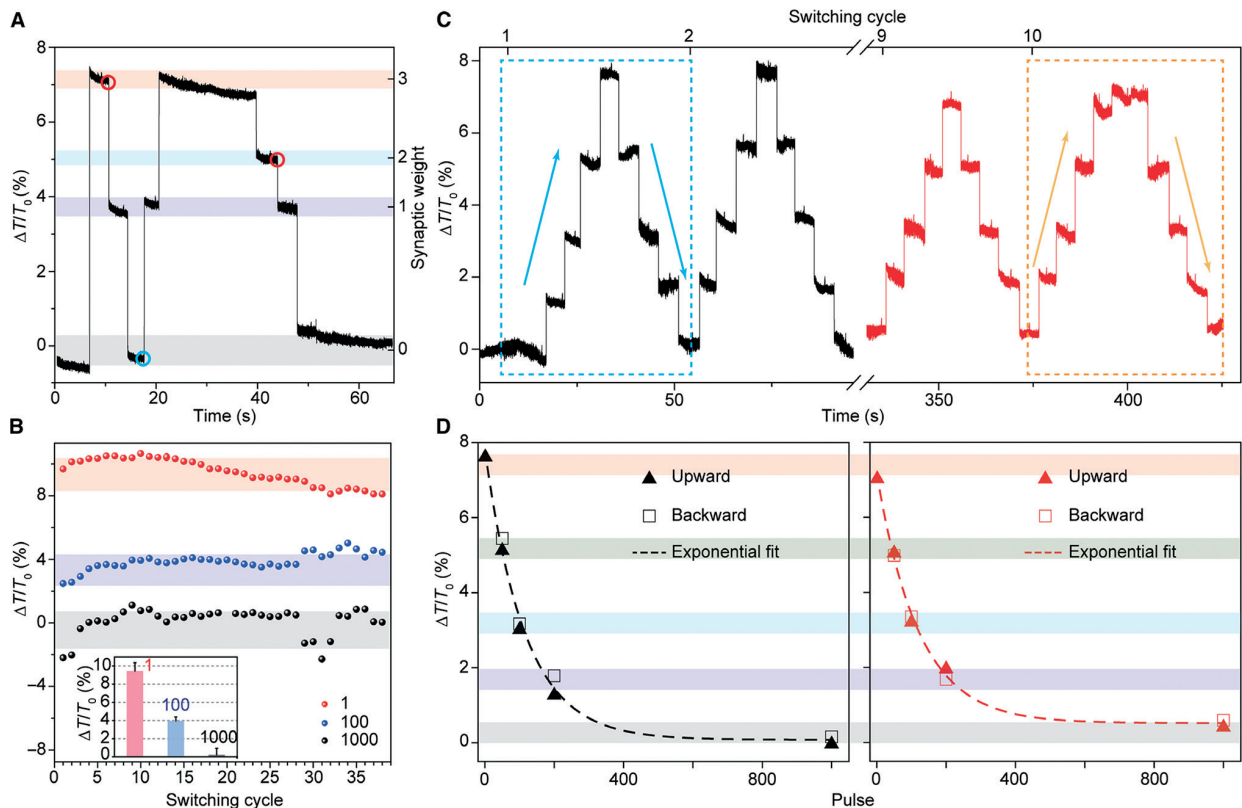 A
8
6
4
2
0
ΔT/T0 (%)
3
2
1
0
Synaptic weight
0
20
40
60
Time (s)
C
Switching cycle
1
2
9
10
8
6
4
2
0
ΔT/T0 (%)
0
50
350
400
Time (s)
B
8
4
0
−4
−8
ΔT/T0 (%)
10
8
6
4
2
0
ΔT/T0 (%)
1
100
1000
1
100
1000
0
5
10
15
20
25
30
35
Switching cycle
D
8
6
4
2
0
ΔT/T0 (%)
Upward
Backward
Exponential fit
Upward
Backward
Exponential fit
0
400
800
0
400
800
Pulse